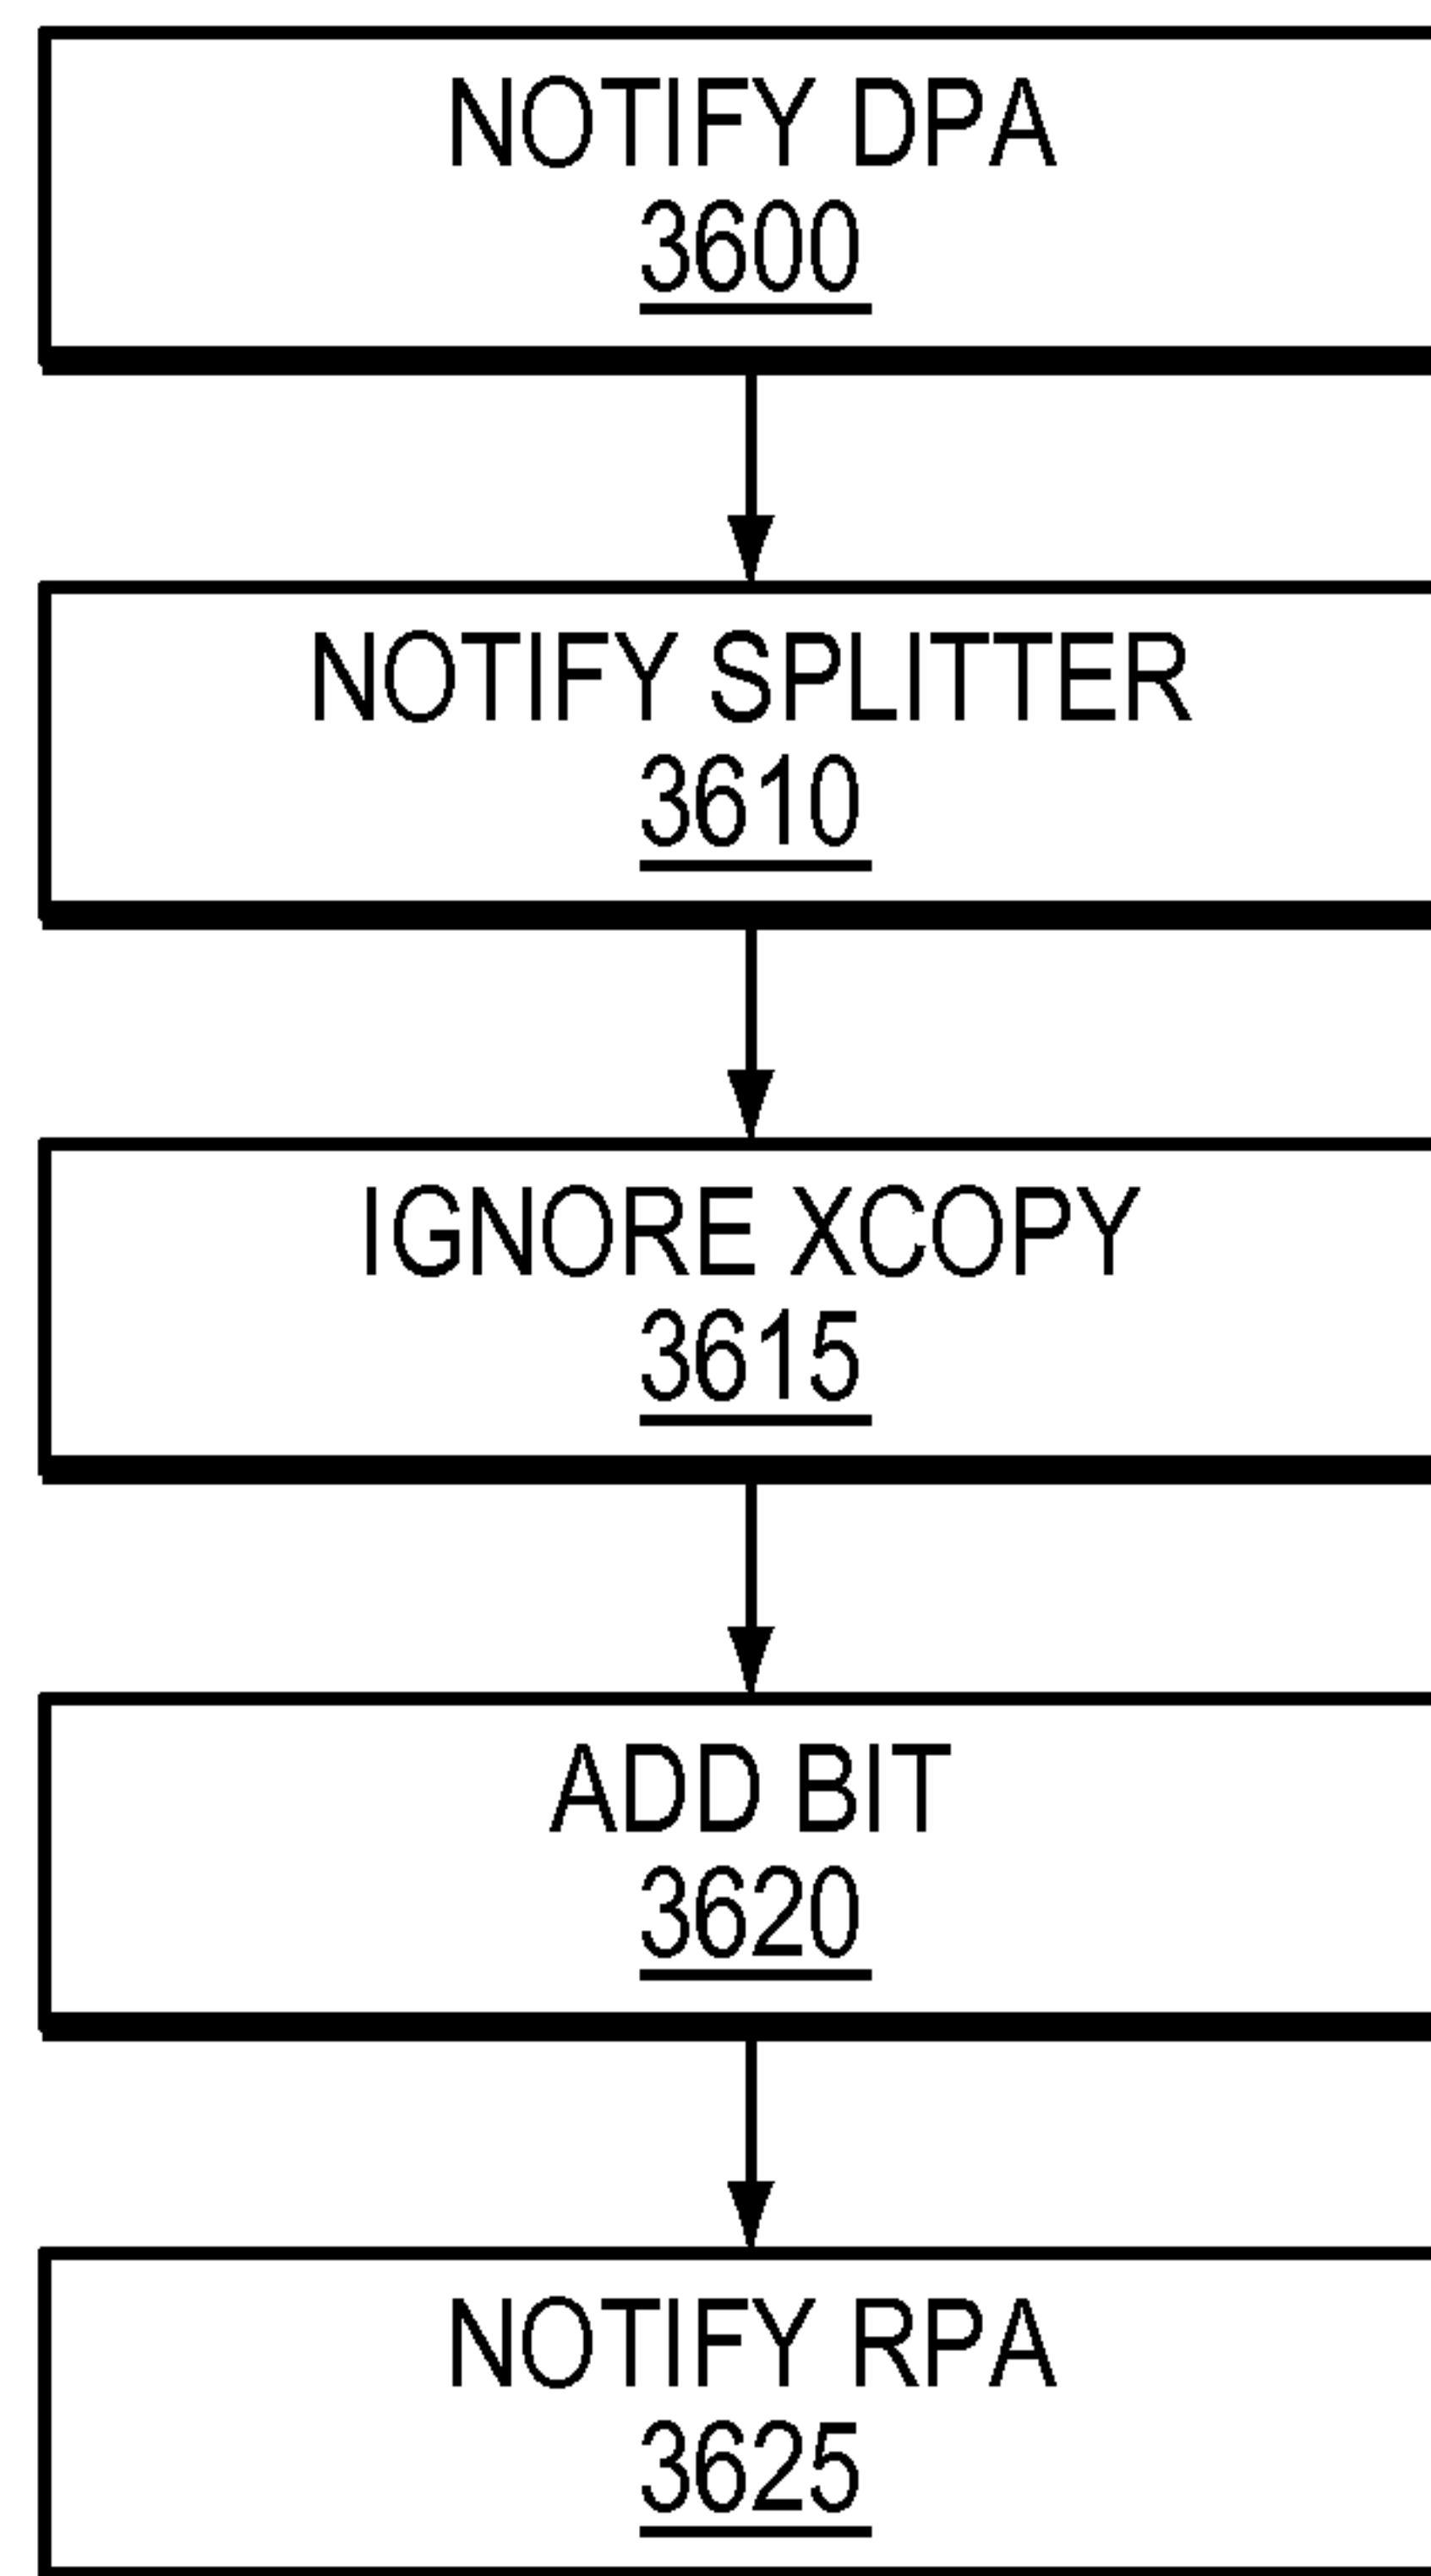 NOTIFY DPA
3600
NOTIFY SPLITTER
3610
IGNORE XCOPY
3615
ADD BIT
3620
NOTIFY RPA
3625